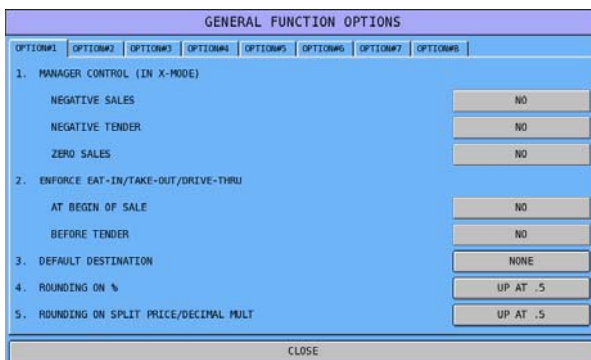 GENERAL FUNCTION OPTIONS
OPTION#1 OPTION#2 OPTION#3 OPTION#4 OPTION#5 OPTION#6 OPTION#7 OPTION#8
1. MANAGER CONTROL (IN X-MODE)
NEGATIVE SALES NO
NEGATIVE TENDER NO
ZERO SALES NO
2. ENFORCE EAT-IN/TAKE-OUT/DRIVE-THRU
AT BEGIN OF SALE NO
BEFORE TENDER NO
3. DEFAULT DESTINATION NONE
4. ROUNDING ON % UP AT .5
5. ROUNDING ON SPLIT PRICE/DECIMAL MULT UP AT .5
CLOSE